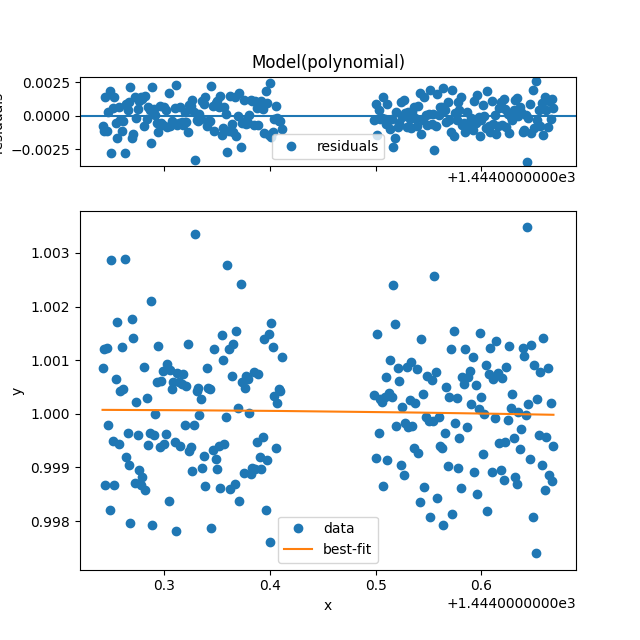 Model(polynomial)
0.0025
0.0000
−0.0025
residuals
residuals
+1.4440000000e3
1.003
1.002
1.001
1.000
0.999
0.998
y
data
best-fit
0.3
0.4
0.5
0.6
x
+1.4440000000e3